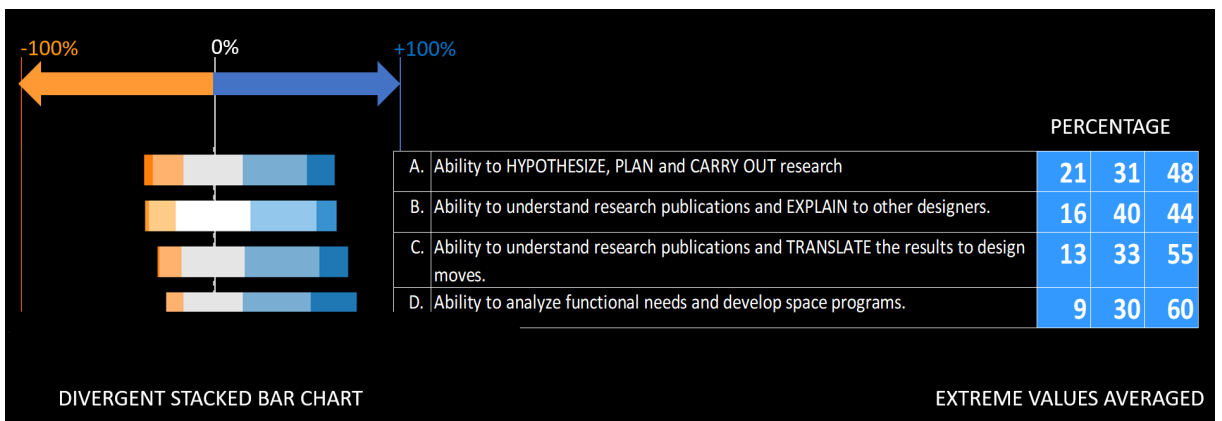 -100% 0% +100%
PERCENTAGE
A. Ability to HYPOTHESIZE, PLAN and CARRY OUT research 21 31 48
B. Ability to understand research publications and EXPLAIN to other designers. 16 40 44
C. Ability to understand research publications and TRANSLATE the results to design 13 33 55
moves.
D. Ability to analyze functional needs and develop space programs. 9 30 60
DIVERGENT STACKED BAR CHART EXTREME VALUES AVERAGED